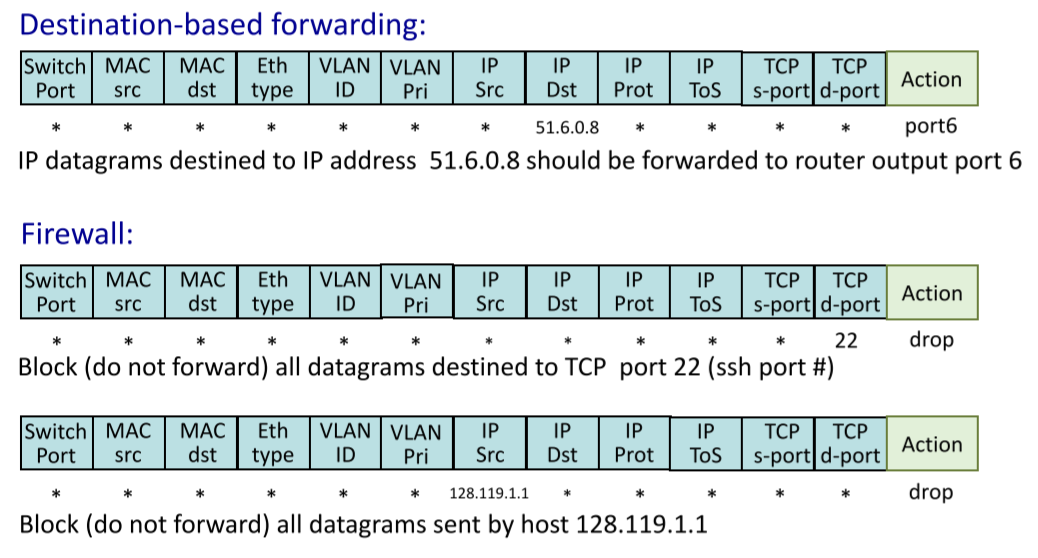 Destination-based forwarding:
Switch Port MAC src MAC dst Eth type VLAN ID VLAN Pri IP Src IP Dst IP Prot IP ToS TCP s-port TCP d-port Action
* * * * * * * 51.6.0.8 * * * * port6
IP datagrams destined to IP address 51.6.0.8 should be forwarded to router output port 6
Firewall:
Switch Port MAC src MAC dst Eth type VLAN ID VLAN Pri IP Src IP Dst IP Prot IP ToS TCP s-port TCP d-port Action
* * * * * * * * * * * 22 drop
Block (do not forward) all datagrams destined to TCP port 22 (ssh port #)
Switch Port MAC src MAC dst Eth type VLAN ID VLAN Pri IP Src IP Dst IP Prot IP ToS TCP s-port TCP d-port Action
* * * * * * 128.119.1.1 * * * * * drop
Block (do not forward) all datagrams sent by host 128.119.1.1